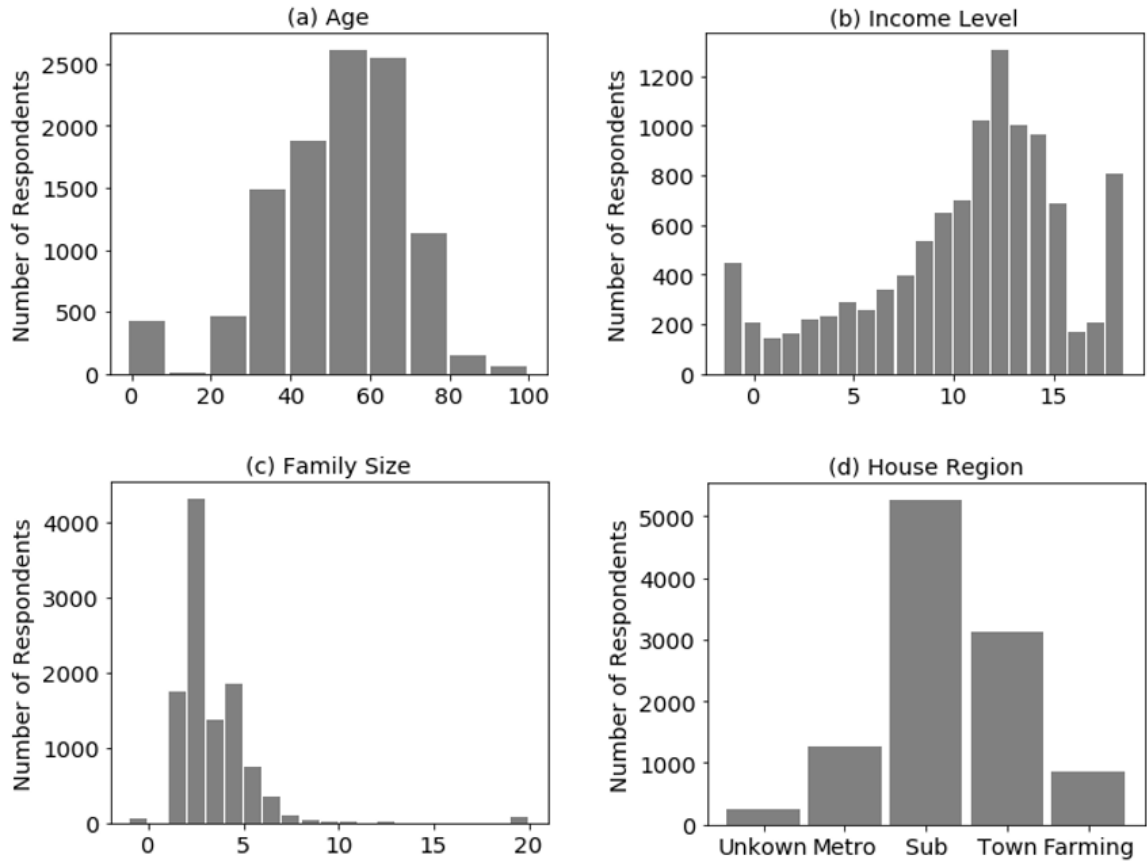 (a) Age
Number of Respondents
2500
2000
1500
1000
500
0
0 20 40 60 80 100
(b) Income Level
Number of Respondents
1200
1000
800
600
400
200
0
0 5 10 15
(c) Family Size
Number of Respondents
4000
3000
2000
1000
0
0 5 10 15 20
(d) House Region
Number of Respondents
5000
4000
3000
2000
1000
0
Unkown Metro Sub Town Farming